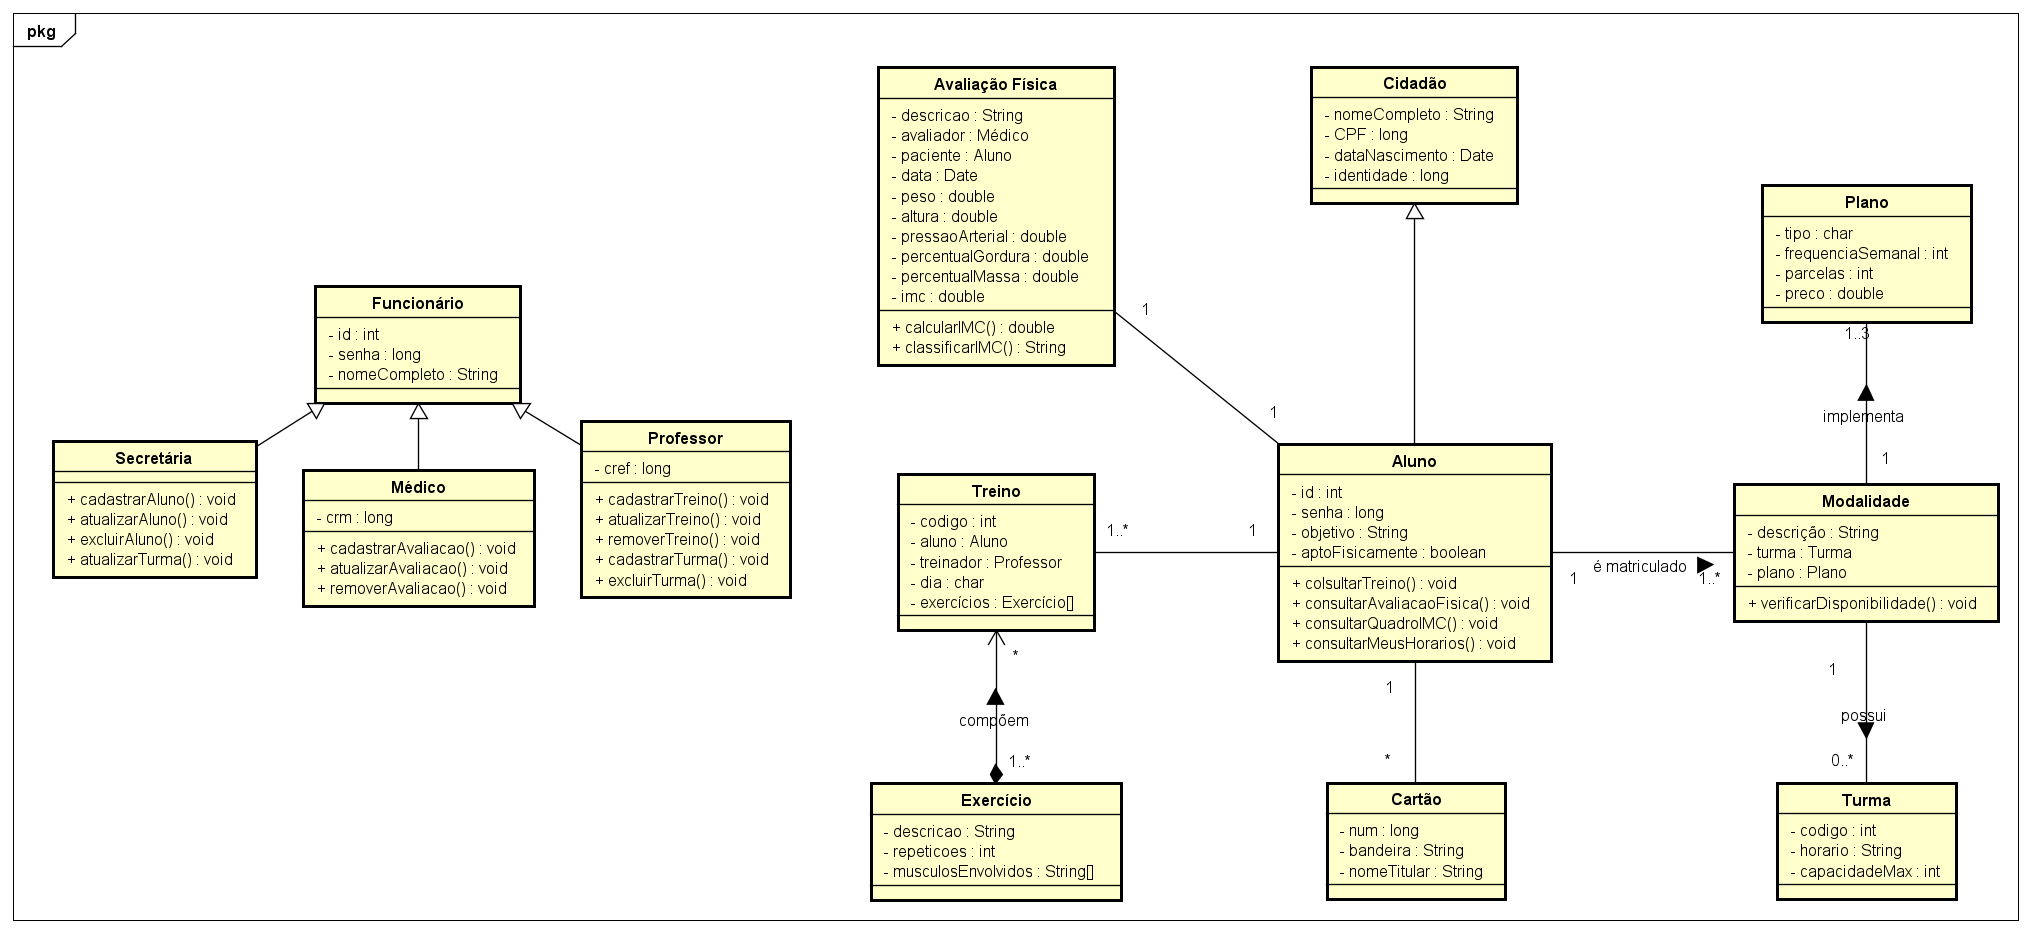 pkg
Avaliação Física
- descricao : String
- avaliador : Médico
- paciente : Aluno
- data : Date
- peso : double
- altura : double
- pressaoArterial : double
- percentualGordura : double
- percentualMassa : double
- imc : double
+ calcularIMC() : double
+ classificarIMC() : String
Cidadão
- nomeCompleto : String
- CPF : long
- dataNascimento : Date
- identidade : long
Plano
- tipo : char
- frequenciaSemanal : int
- parcelas : int
- preco : double
Funcionário
- id : int
- senha : long
- nomeCompleto : String
Secretária
+ cadastrarAluno() : void
+ atualizarAluno() : void
+ excluirAluno() : void
+ atualizarTurma() : void
Médico
- crm : long
+ cadastrarAvaliacao() : void
+ atualizarAvaliacao() : void
+ removerAvaliacao() : void
Professor
- cref : long
+ cadastrarTreino() : void
+ atualizarTreino() : void
+ removerTreino() : void
+ cadastrarTurma() : void
+ excluirTurma() : void
1
1
1..3
implementa
1
Treino
- codigo : int
- aluno : Aluno
- treinador : Professor
- dia : char
- exercícios : Exercício[]
1..*
1
Aluno
- id : int
- senha : long
- objetivo : String
- aptoFisicamente : boolean
+ colsultarTreino() : void
+ consultarAvaliacaoFisica() : void
+ consultarQuadroIMC() : void
+ consultarMeusHorarios() : void
é matriculado
1
1..*
Modalidade
- descrição : String
- turma : Turma
- plano : Plano
+ verificarDisponibilidade() : void
*
compõem
1..*
1
*
1
possui
0..*
Exercício
- descricao : String
- repeticoes : int
- musculosEnvolvidos : String[]
Cartão
- num : long
- bandeira : String
- nomeTitular : String
Turma
- codigo : int
- horario : String
- capacidadeMax : int